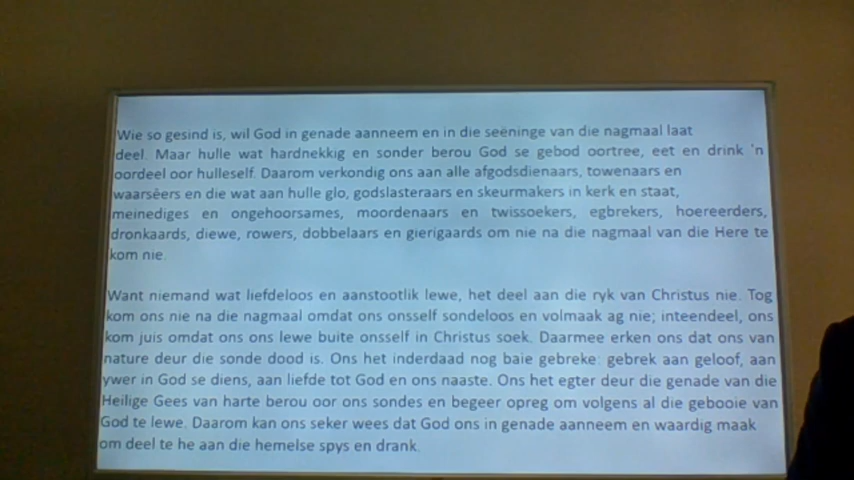 Wie so gesind is, wil God in genade aanneem en in die seëninge van die nagmaal laat
deel. Maar hulle wat hardnekkig en sonder berou God se gebod oortree, eet en drink 'n
oordeel oor hulleself. Daarom verkondig ons aan alle afgodsdienaars, towenaars en
waarsêers en die wat aan hulle glo, godslasteraars en skeurmakers in kerk en staat,
meinediges en ongehoorsames, moordenaars en twissoekers, egbrekers, hoereerders,
dronkaards, diewe, rowers, dobbelaars en gierigaards om nie na die nagmaal van die Here te
kom nie.
Want niemand wat liefdeloos en aanstootlik lewe, het deel aan die ryk van Christus nie. Tog
kom ons nie na die nagmaal omdat ons onsself sondeloos en volmaak ag nie; inteendeel, ons
kom juis omdat ons ons lewe buite onsself in Christus soek. Daarmee erken ons dat ons van
nature deur die sonde dood is. Ons het inderdaad nog baie gebreke: gebrek aan geloof, aan
ywer in God se diens, aan liefde tot God en ons naaste. Ons het egter deur die genade van die
Heilige Gees van harte berou oor ons sondes en begeer opreg om volgens al die gebooie van
God te lewe. Daarom kan ons seker wees dat God ons in genade aanneem en waardig maak
om deel te he aan die hemelse spys en drank.